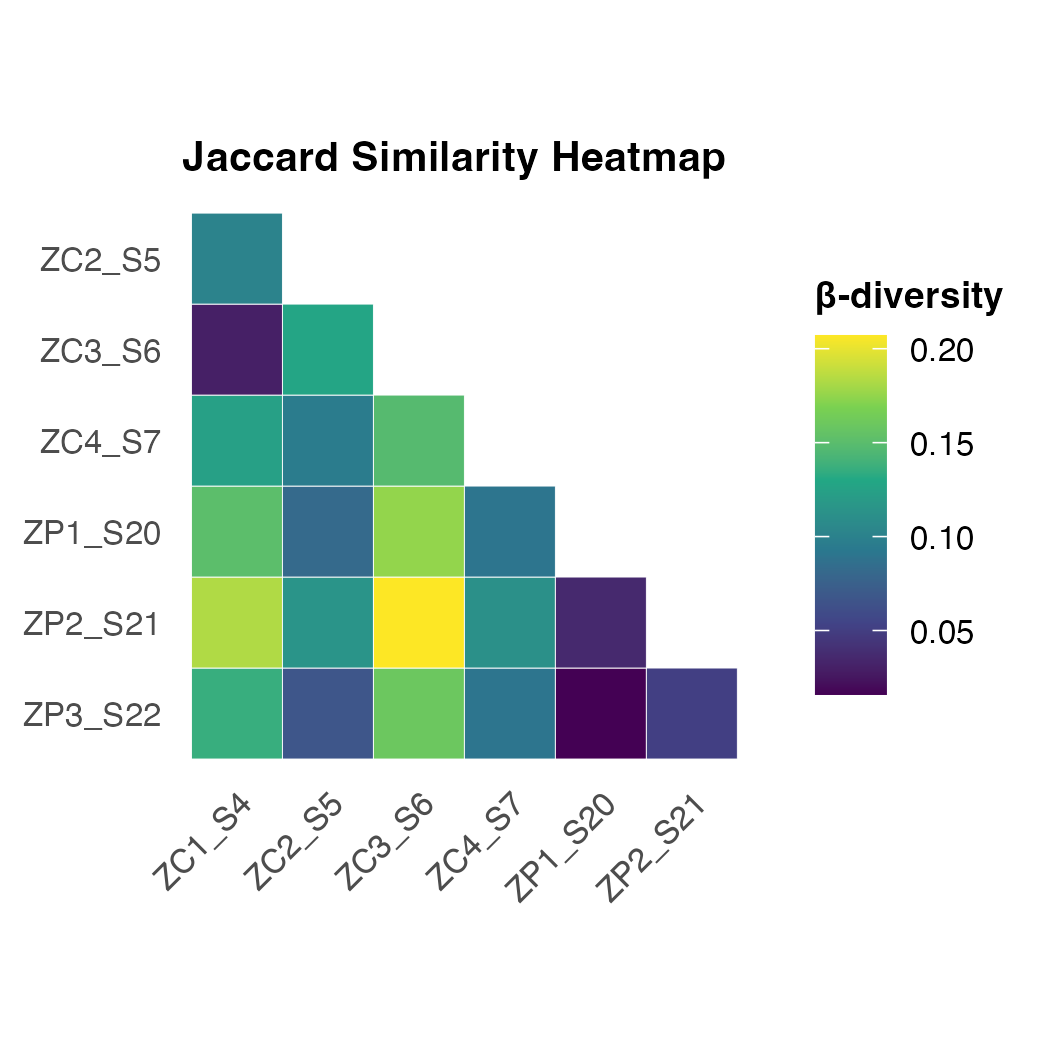 Jaccard Similarity Heatmap
ZC2_S5
ZC3_S6
ZC4_S7
ZP1_S20
ZP2_S21
ZP3_S22
ZC1_S4
ZC2_S5
ZC3_S6
ZC4_S7
ZP1_S20
ZP2_S21
β-diversity
0.20
0.15
0.10
0.05